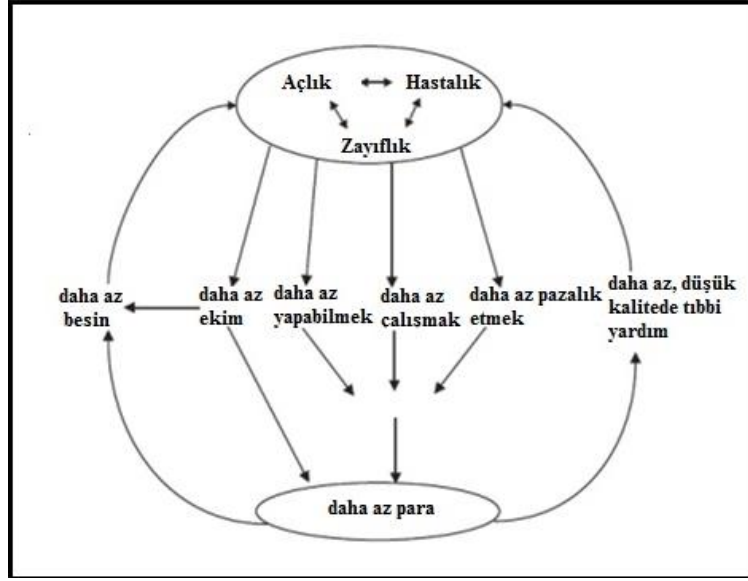 Açlık
Hastalık
Zayıflık
daha az
besin
daha az
ekim
daha az
yapabilmek
daha az
çalısmak
daha az pazalık
etmek
daha az, düşük
kalitede tıbbi
yardım
daha az para